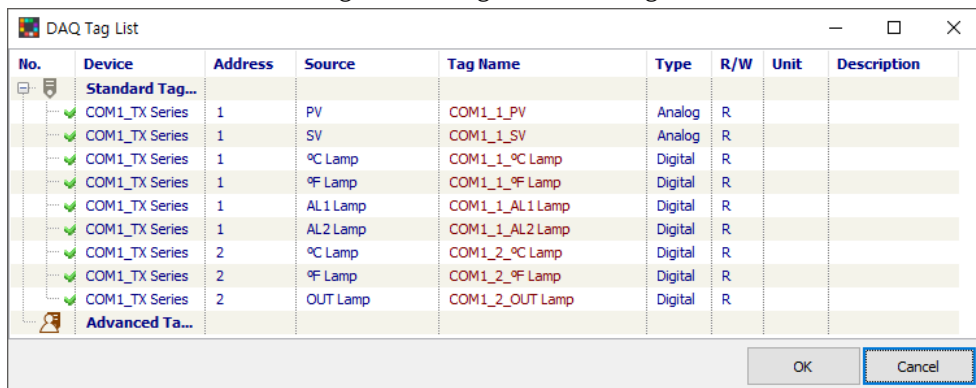 DAQ Tag List
No. Device Address Source Tag Name Type R/W Unit Description
Standard Tag...
COM1_TX Series 1 PV COM1_1_PV Analog R
COM1_TX Series 1 SV COM1_1_SV Analog R
COM1_TX Series 1 ºC Lamp COM1_1_ºC Lamp Digital R
COM1_TX Series 1 ºF Lamp COM1_1_ºF Lamp Digital R
COM1_TX Series 1 AL1 Lamp COM1_1_AL1 Lamp Digital R
COM1_TX Series 1 AL2 Lamp COM1_1_AL2 Lamp Digital R
COM1_TX Series 2 ºC Lamp COM1_2_ºC Lamp Digital R
COM1_TX Series 2 ºF Lamp COM1_2_ºF Lamp Digital R
COM1_TX Series 2 OUT Lamp COM1_2_OUT Lamp Digital R
Advanced Ta...
OK Cancel